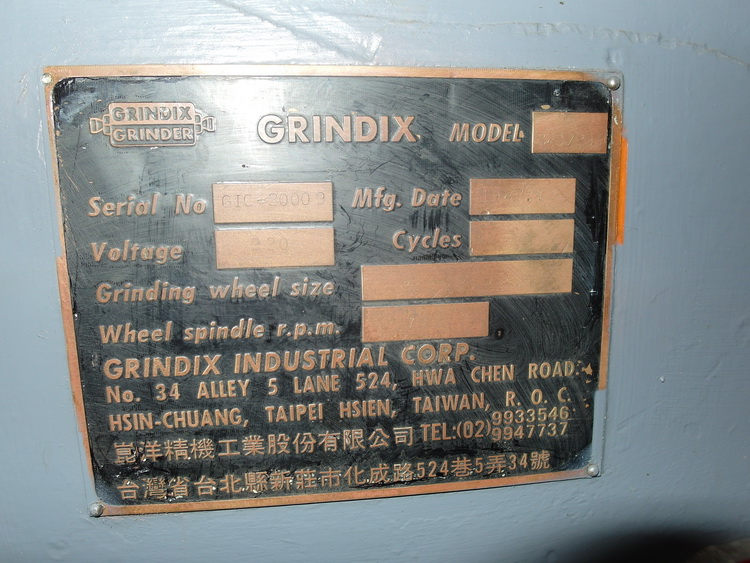 GRINDIX
GRINDER
GRINDIX
MODEL
Serial No GIC-20009 Mfg. Date
Voltage 220 Cycles
Grinding wheel size
Wheel spindle r.p.m.
GRINDIX INDUSTRIAL CORP.
No. 34 ALLEY 5 LANE 524, HWA CHEN ROAD.
HSIN-CHUANG, TAIPEI HSIEN, TAIWAN, R. O. C.
洋精機工業股份有限公司 TEL:(02) 9933546
9947737
台灣省台北縣新莊市化成路524巷5弄34號